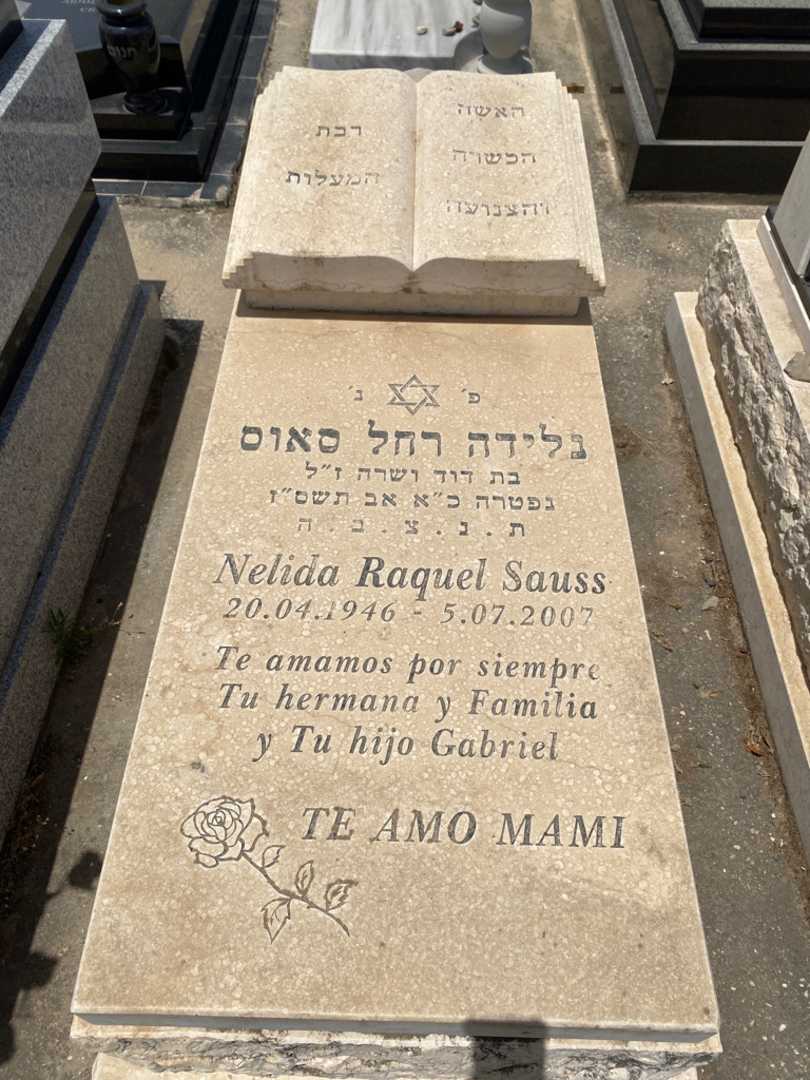 האשה
הכשרה
והצנועה
רבת
המעלות
פ׳ נ׳
נלידה רחל סאוס
בת דוד ושרה ז״ל
נפטרה כ״א אב תשס״ז
ת . נ . צ . ב . ה
Nelida Raquel Sauss
20.04.1946 - 5.07.2007
Te amamos por siempre
Tu hermana y Familia
y Tu hijo Gabriel
TE AMO MAMI